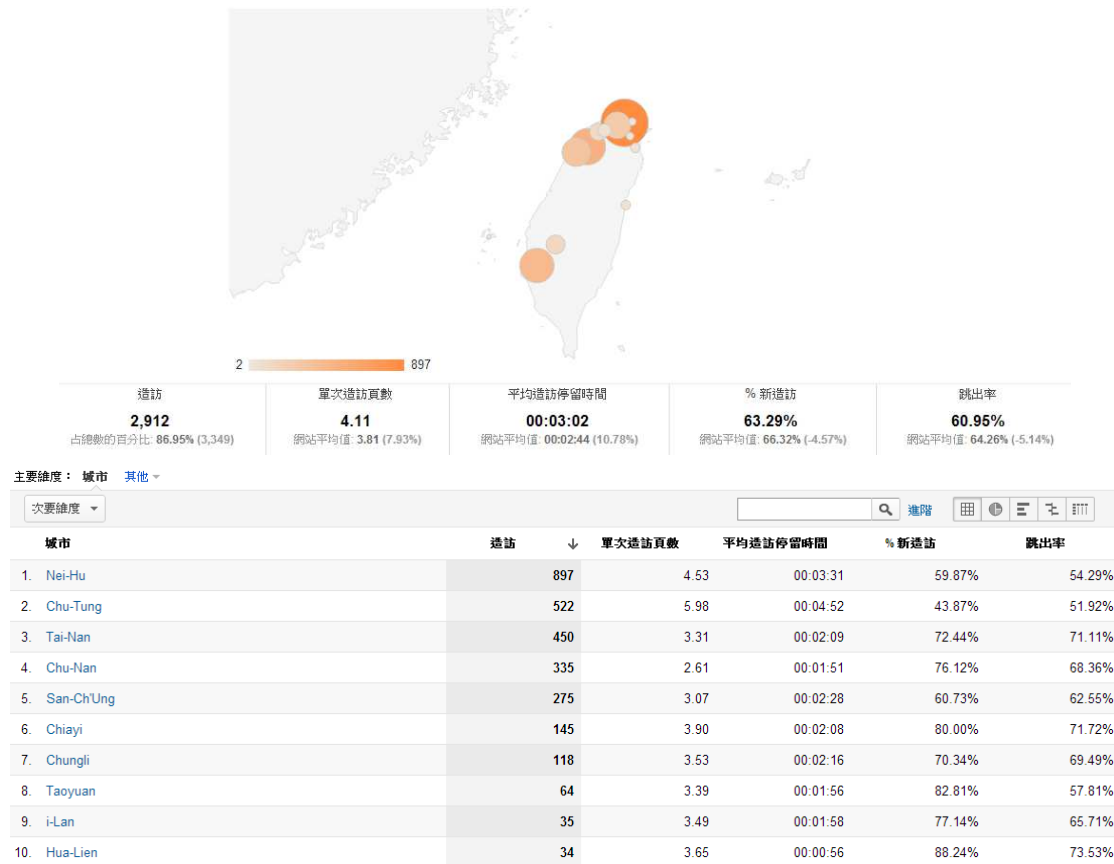 2 897
造訪 單次造訪頁數 平均造訪停留時間 % 新造訪 跳出率
2,912 4.11 00:03:02 63.29% 60.95%
占總數的百分比: 86.95% (3,349) 網站平均值: 3.81 (7.93%) 網站平均值: 00:02:44 (10.78%) 網站平均值: 66.32% (-4.57%) 網站平均值: 64.26% (-5.14%)
主要維度： 城市 其他
次要維度 進階
城市 造訪 單次造訪頁數 平均造訪停留時間 % 新造訪 跳出率
1. Nei-Hu 897 4.53 00:03:31 59.87% 54.29%
2. Chu-Tung 522 5.98 00:04:52 43.87% 51.92%
3. Tai-Nan 450 3.31 00:02:09 72.44% 71.11%
4. Chu-Nan 335 2.61 00:01:51 76.12% 68.36%
5. San-Ch'Ung 275 3.07 00:02:28 60.73% 62.55%
6. Chiayi 145 3.90 00:02:08 80.00% 71.72%
7. Chungli 118 3.53 00:02:16 70.34% 69.49%
8. Taoyuan 64 3.39 00:01:56 82.81% 57.81%
9. i-Lan 35 3.49 00:01:58 77.14% 65.71%
10. Hua-Lien 34 3.65 00:00:56 88.24% 73.53%